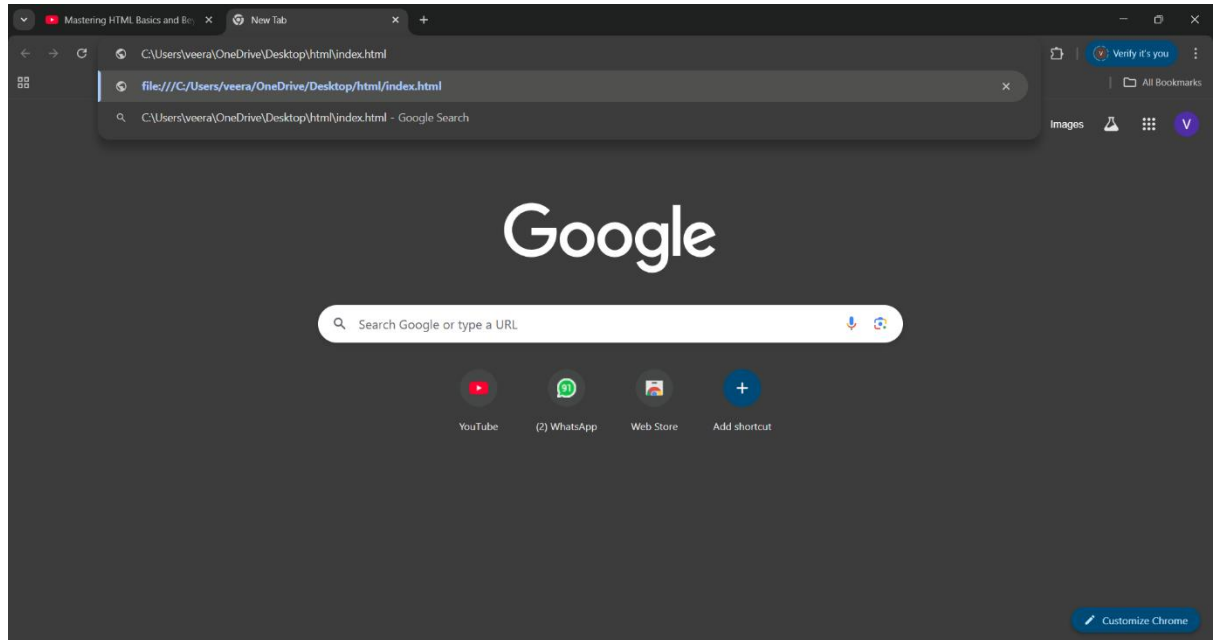 Mastering HTML Basics and Bey
New Tab
C:\Users\veera\OneDrive\Desktop\html\index.html
Verify it's you
file:///C:/Users/veera/OneDrive/Desktop/html/index.html
All Bookmarks
C:\Users\veera\OneDrive\Desktop\html\index.html - Google Search
Images
V
Google
Search Google or type a URL
91
YouTube
(2) WhatsApp
Web Store
Add shortcut
Customize Chrome